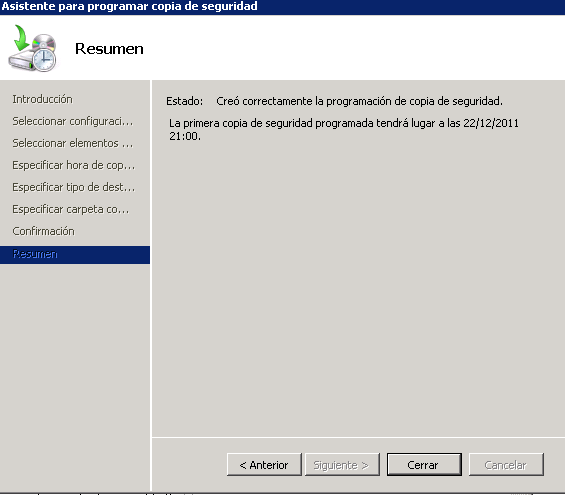 Asistente para programar copia de seguridad
Resumen
Introducción
Seleccionar configuraci...
Seleccionar elementos ...
Especificar hora de cop...
Especificar tipo de dest...
Especificar carpeta co...
Confirmación
Resumen
Estado: Creó correctamente la programación de copia de seguridad.
La primera copia de seguridad programada tendrá lugar a las 22/12/2011
21:00.
< Anterior
Siguiente >
Cerrar
Cancelar